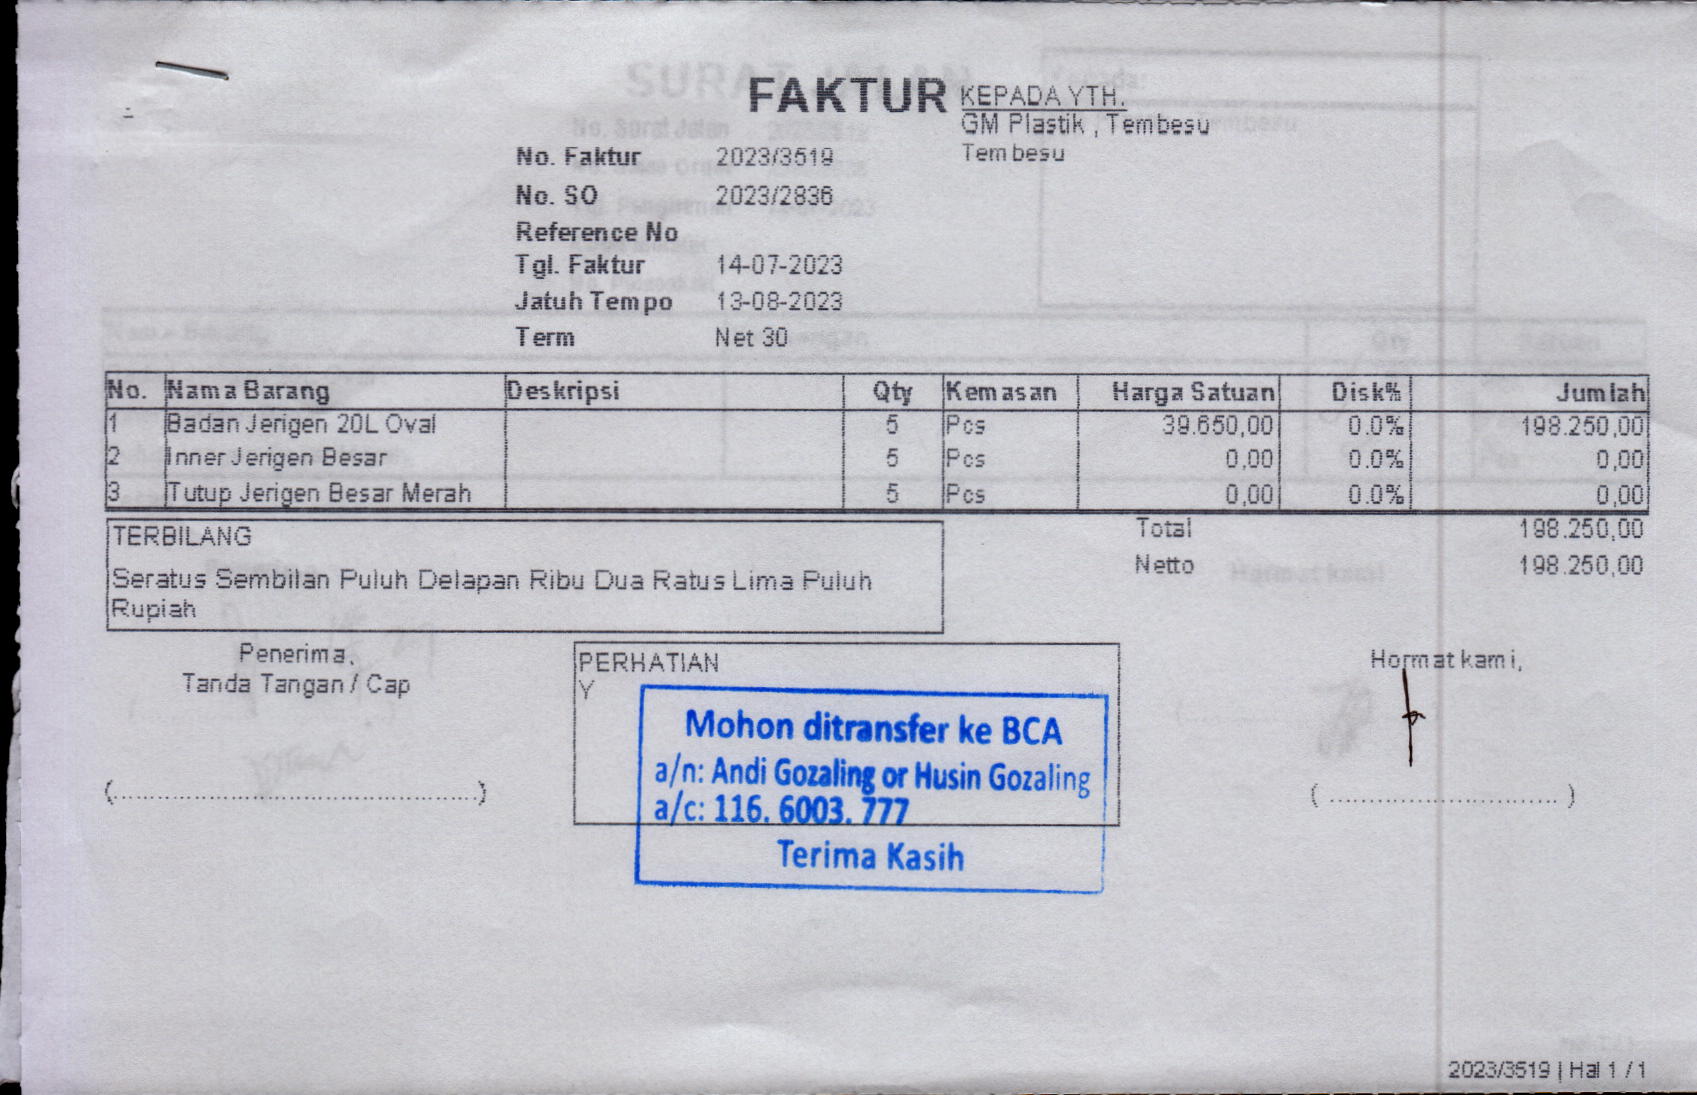 FAKTUR
KEPADA YTH.
GM Plastik , Tembesu
Tembesu
No. Faktur 2023/3519
No. SO 2023/2836
Reference No
Tgl. Faktur 14-07-2023
Jatuh Tempo 13-08-2023
Term Net 30
No. Nama Barang Deskripsi Qty Kemasan Harga Satuan Disk% Jumlah
1 Badan Jerigen 20L Oval 5 Pcs 39.650,00 0.0% 198.250,00
2 Inner Jerigen Besar 5 Pcs 0,00 0.0% 0,00
3 Tutup Jerigen Besar Merah 5 Pcs 0,00 0.0% 0,00
Total 198.250,00
Netto 198.250,00
TERBILANG
Seratus Sembilan Puluh Delapan Ribu Dua Ratus Lima Puluh
Rupiah
Penerima,
Tanda Tangan / Cap
(......................................................)
PERHATIAN
Y
Mohon ditransfer ke BCA
a/n: Andi Gozaling or Husin Gozaling
a/c: 116. 6003. 777
Terima Kasih
Hormat kami,
( .................................. )
2023/3519 | Hal 1 / 1